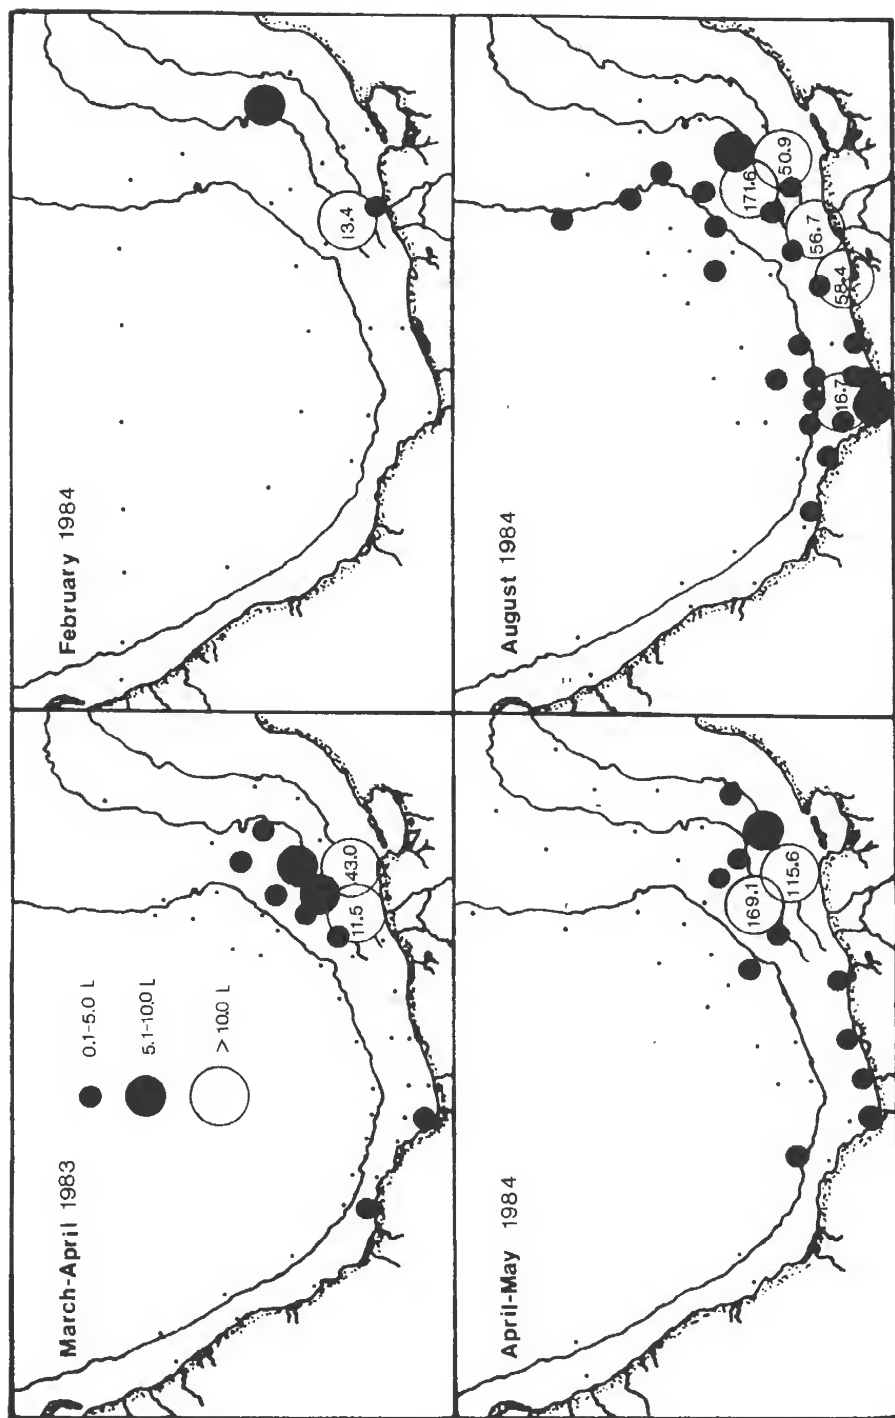 March-April 1983
0.1-5.0 L
5.1-10.0 L
> 10.0 L
11.5
43.0
February 1984
13.4
April-May 1984
169.1
115.6
August 1984
16.7
58.4
56.7
171.6
50.9